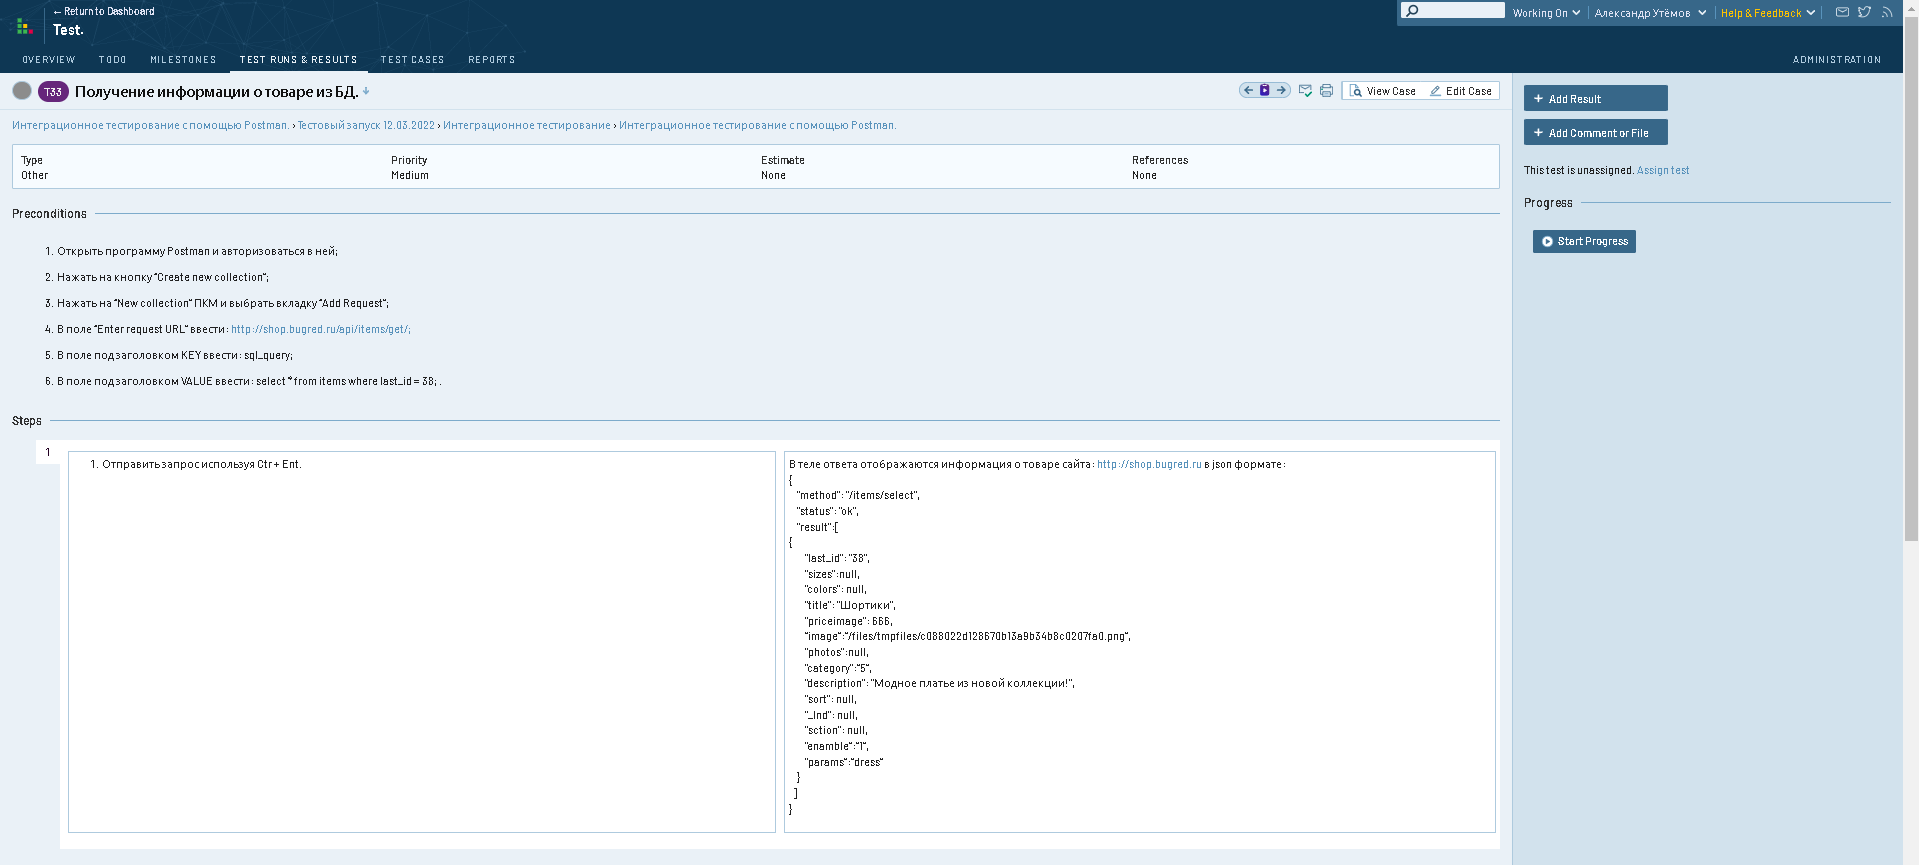 ← Return to Dashboard
Test.
Working On
Александр Утёмов
Help & Feedback
OVERVIEW
TODO
MILESTONES
TEST RUNS & RESULTS
TEST CASES
REPORTS
ADMINISTRATION
T33
Получение информации о товаре из БД.
View Case
Edit Case
Интеграционное тестирование с помощью Postman. › Тестовый запуск 12.03.2022 › Интеграционное тестирование › Интеграционное тестирование с помощью Postman.
Type
Priority
Estimate
References
Other
Medium
None
None
Preconditions
1. Открыть программу Postman и авторизоваться в ней;
2. Нажать на кнопку "Create new collection";
3. Нажать на "New collection" ПКМ и выбрать вкладку "Add Request";
4. В поле "Enter request URL" ввести: http://shop.bugred.ru/api/items/get/;
5. В поле под заголовком KEY ввести: sql_query;
6. В поле под заголовком VALUE ввести: select * from items where last_id = 38; .
Steps
1
1. Отправить запрос используя Ctr + Ent.
В теле ответа отображаются информация о товаре сайта: http://shop.bugred.ru в json формате:
{
"method": "/items/select",
"status": "ok",
"result":[
{
"last_id": "38",
"sizes":null,
"colors": null,
"title": "Шортики",
"priceimage": 666,
"image":"/files/tmpfiles/c088022d128670b13a9b34b8c0207fa0.png",
"photos":null,
"category":"5",
"description": "Модное платье из новой коллекции!",
"sort": null,
"_lnd": null,
"sction": null,
"enamble":"1",
"params":"dress"
}
]
}
+ Add Result
+ Add Comment or File
This test is unassigned. Assign test
Progress
Start Progress